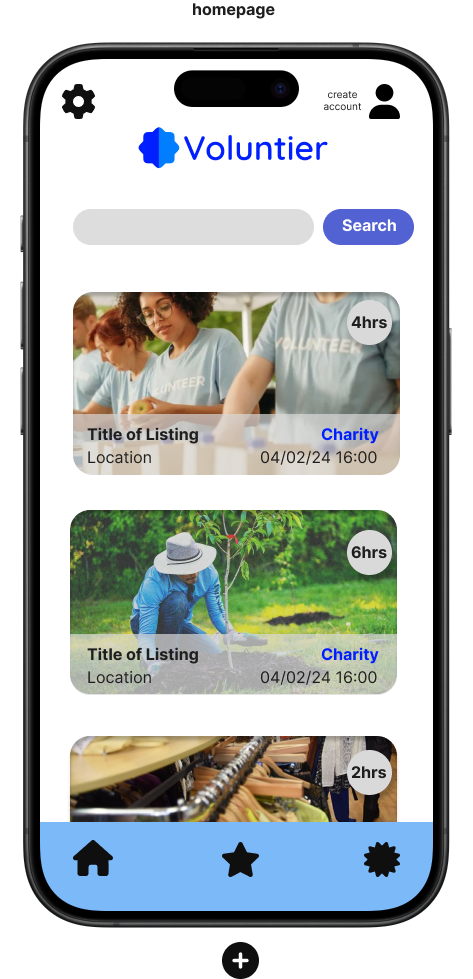 homepage
create
account
Voluntier
Search
VOLUNTEER
VOLUNTEER
4hrs
Title of Listing Charity
Location 04/02/24 16:00
6hrs
Title of Listing Charity
Location 04/02/24 16:00
2hrs